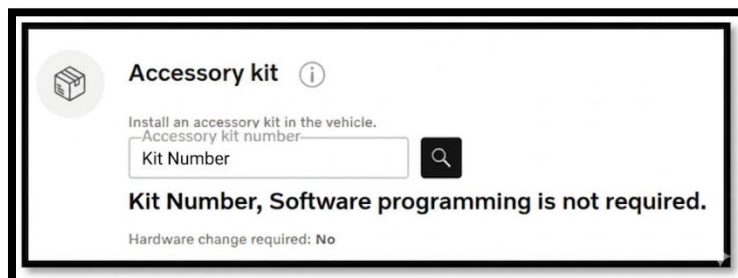 Accessory kit
Install an accessory kit in the vehicle.
Accessory kit number
Kit Number
Kit Number, Software programming is not required.
Hardware change required: No